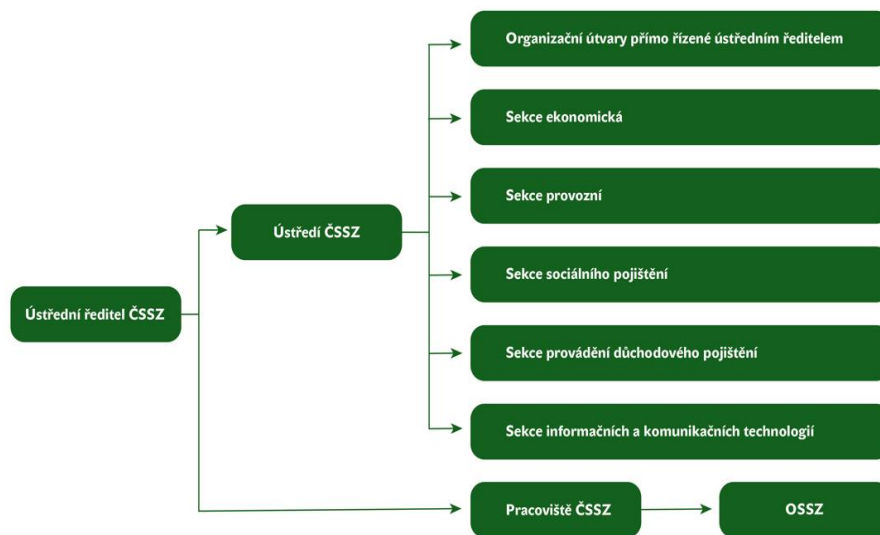 Organizační útvary přímo řízené ústředním ředitelem
Sekce ekonomická
Sekce provozní
Ústředí ČSSZ
Sekce sociálního pojištění
Ústřední ředitel ČSSZ
Sekce provádění důchodového pojištění
Sekce informačních a komunikačních technologií
Pracoviště ČSSZ
OSSZ